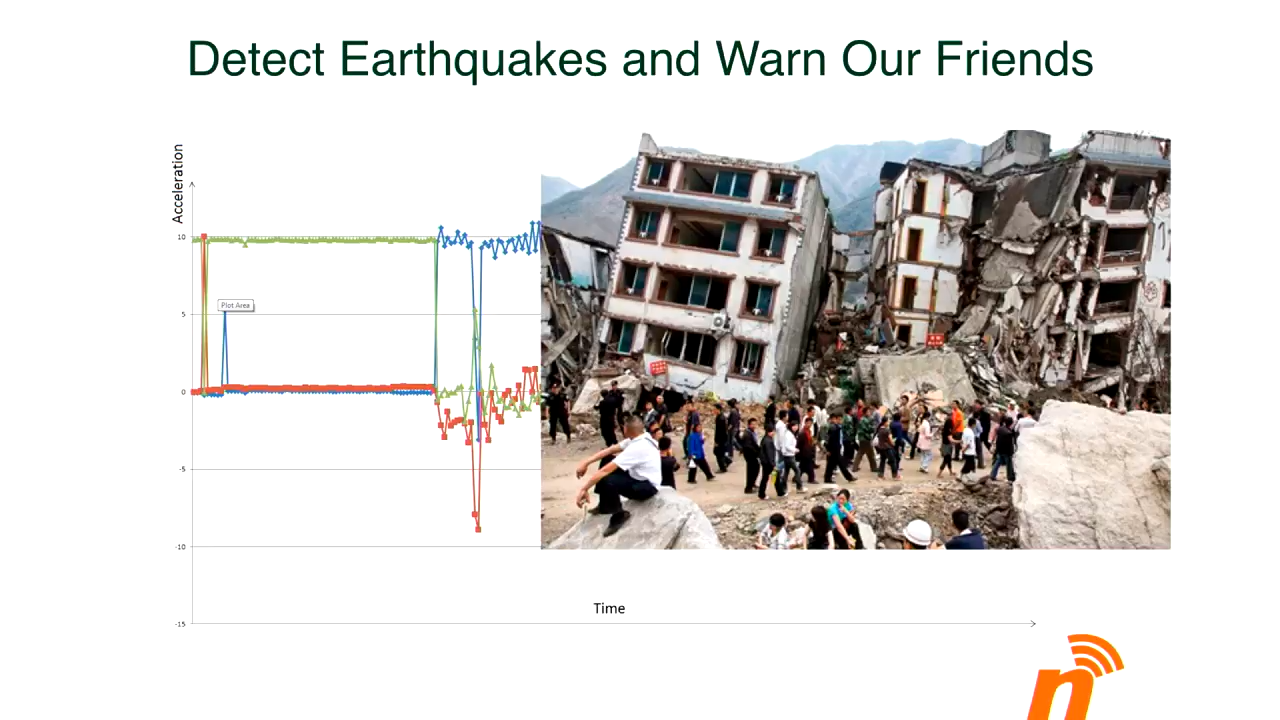 Detect Earthquakes and Warn Our Friends
Acceleration
10
Plot Area
5
0
-5
-10
Time
-15
n